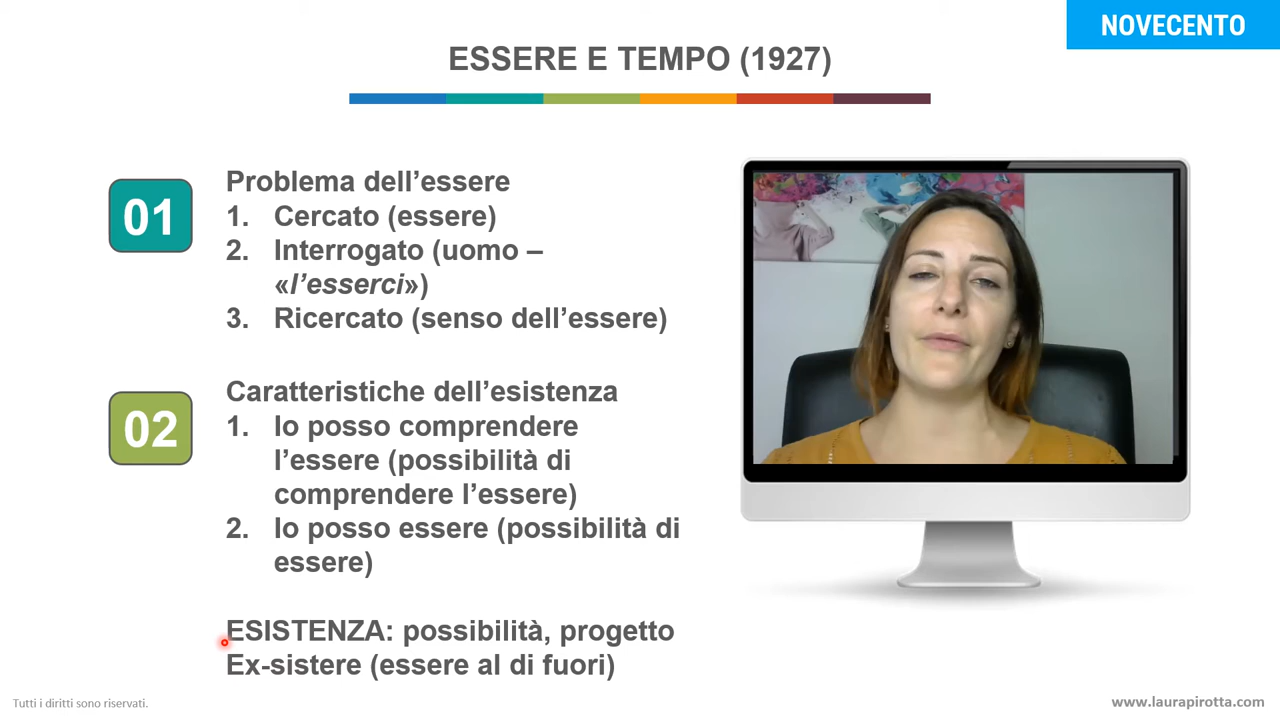 NOVECENTO
ESSERE E TEMPO (1927)
01
Problema dell’essere
1. Cercato (essere)
2. Interrogato (uomo –
«l’esserci»)
3. Ricercato (senso dell’essere)
02
Caratteristiche dell’esistenza
1. Io posso comprendere
l’essere (possibilità di
comprendere l’essere)
2. Io posso essere (possibilità di
essere)
ESISTENZA: possibilità, progetto
Ex-sistere (essere al di fuori)
Tutti i diritti sono riservati.
www.laurapirotta.com